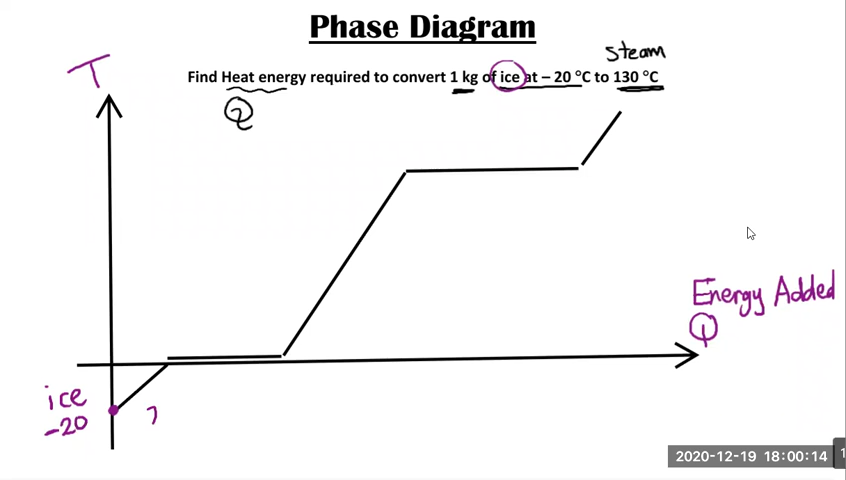 Phase Diagram
steam
Find Heat energy required to convert 1 kg of ice at – 20 °C to 130 °C
Q
T
Energy Added
Q
ice
-20
2020-12-19 18:00:14